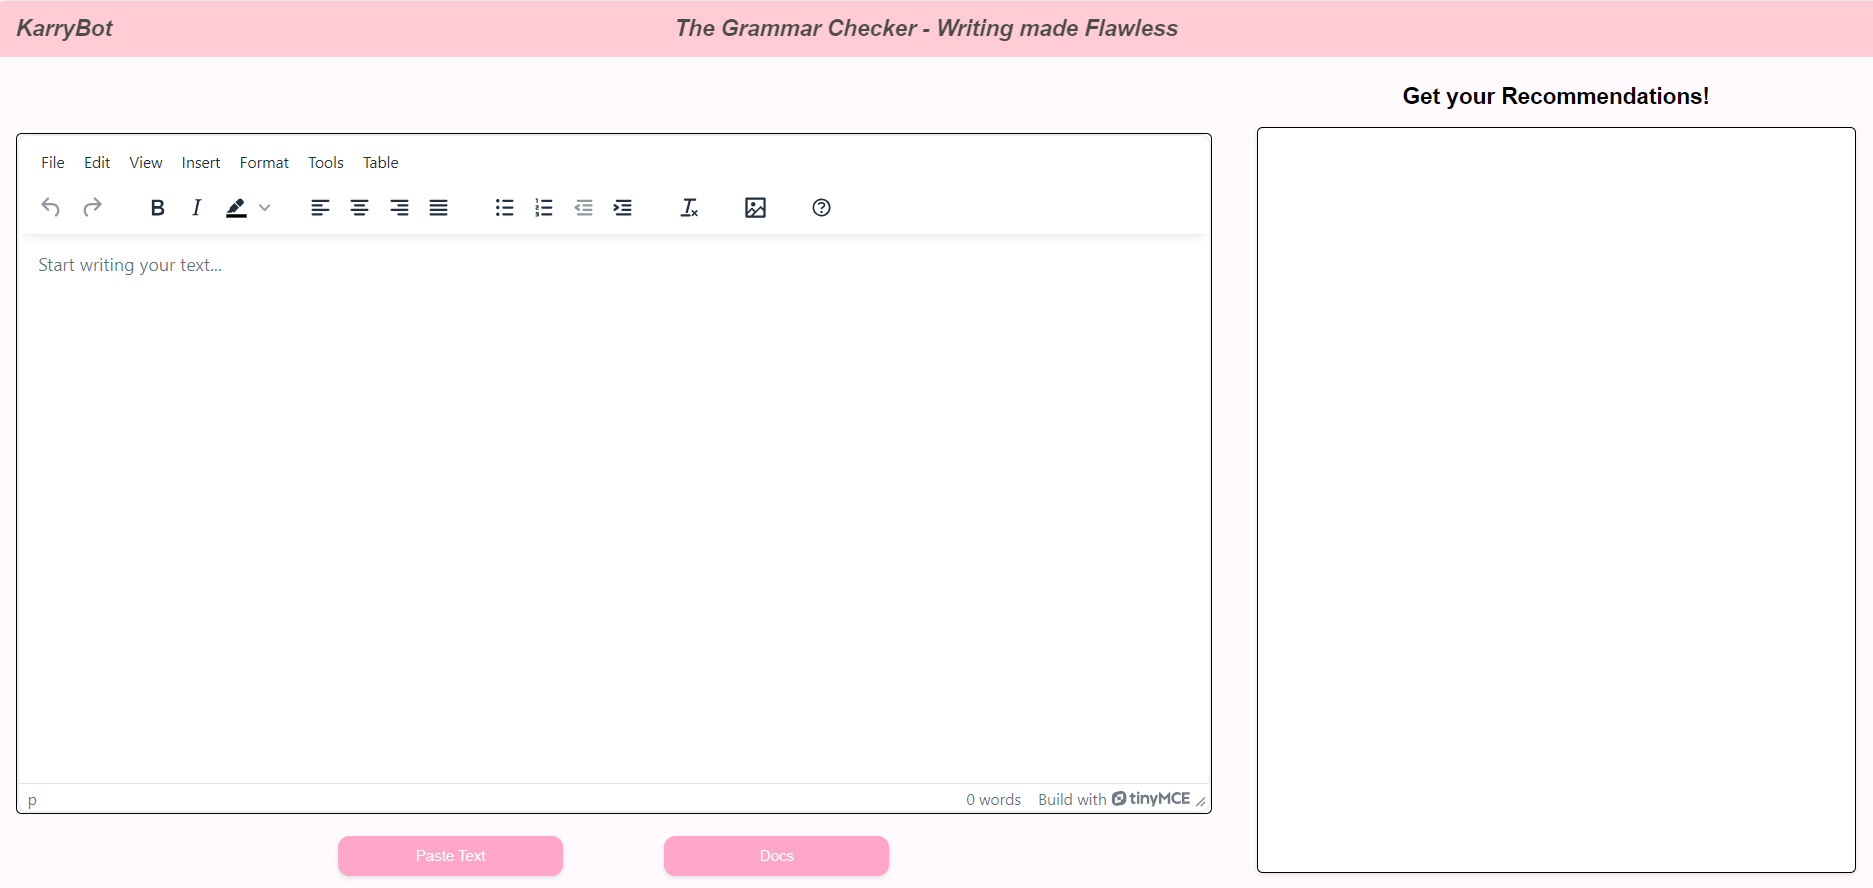 KarryBot
The Grammar Checker - Writing made Flawless
Get your Recommendations!
File Edit View Insert Format Tools Table
Start writing your text...
p
0 words Build with tinyMCE
Paste Text
Docs